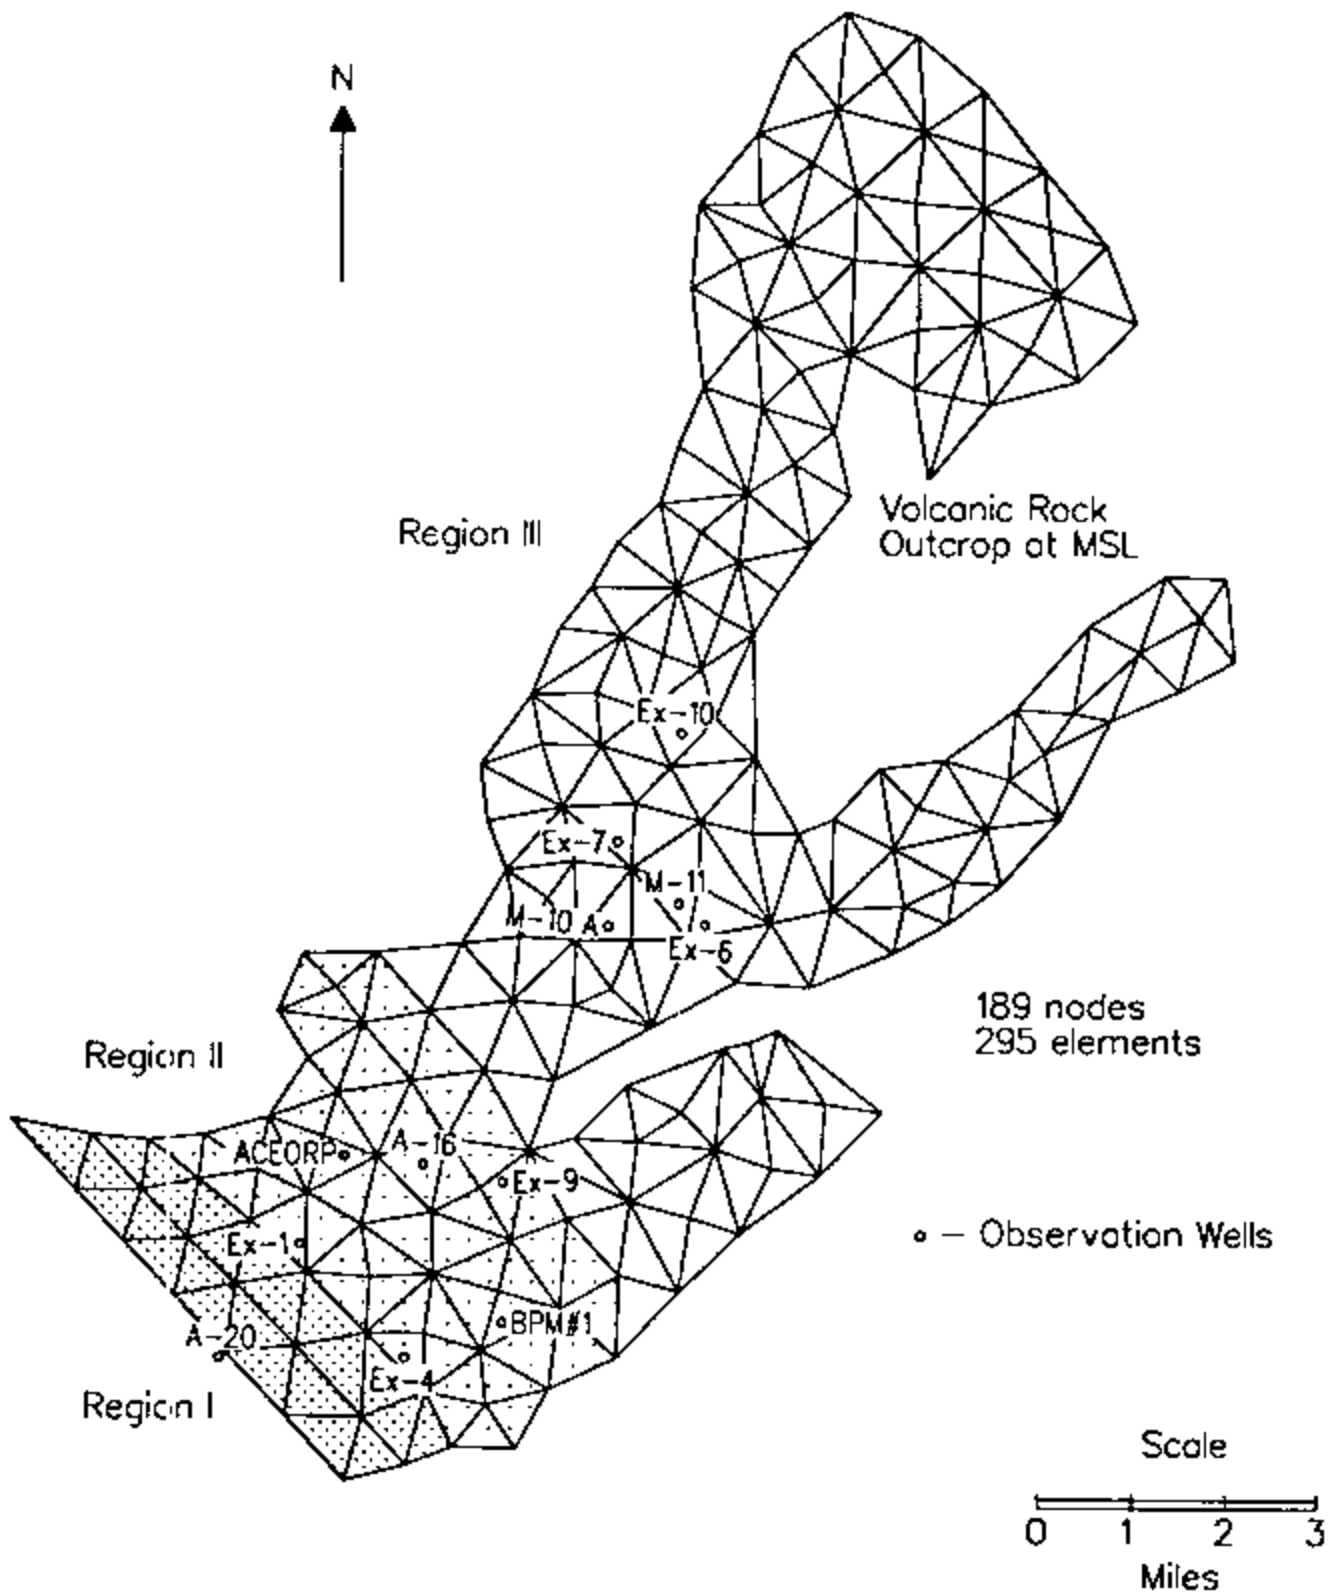 N
Region III
Volcanic Rock
Outcrop at MSL
Ex-10
Ex-7
M-11
M-10 A
Ex-6
189 nodes
295 elements
Region II
ACEORP
A-16
Ex-9
Ex-1
o – Observation Wells
A-20
BPM#1
Ex-4
Region I
Scale
0 1 2 3
Miles